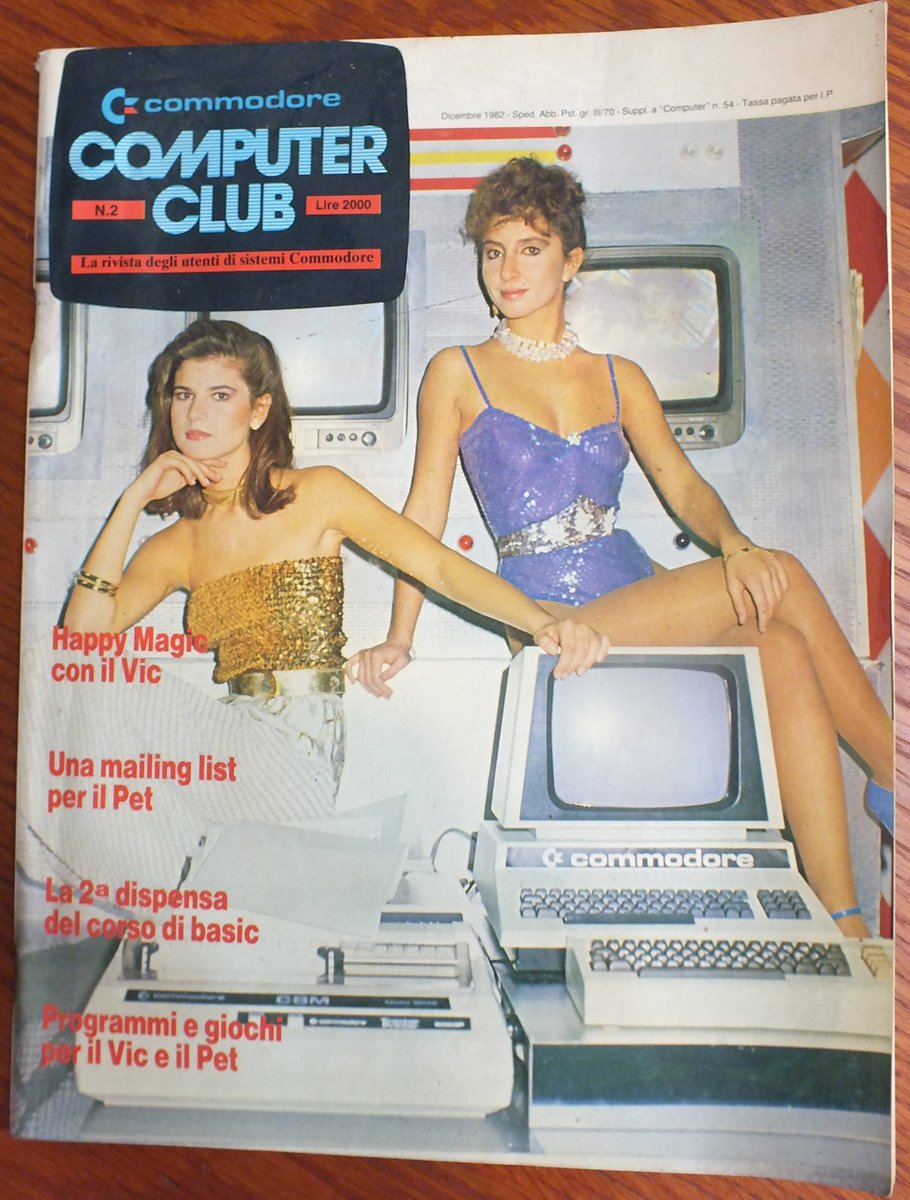 commodore
COMPUTER
CLUB
N.2
Lire 2000
La rivista degli utenti di sistemi Commodore
Dicembre 1982 - Sped. Abb. Pst. gr. III/70 - Suppl. a "Computer" n. 54 - Tassa pagata per I.P.
Happy Magic
con il Vic
Una mailing list
per il Pet
La 2ª dispensa
del corso di basic
Programmi e giochi
per il Vic e il Pet
commodore
commodore
CBM
commodore